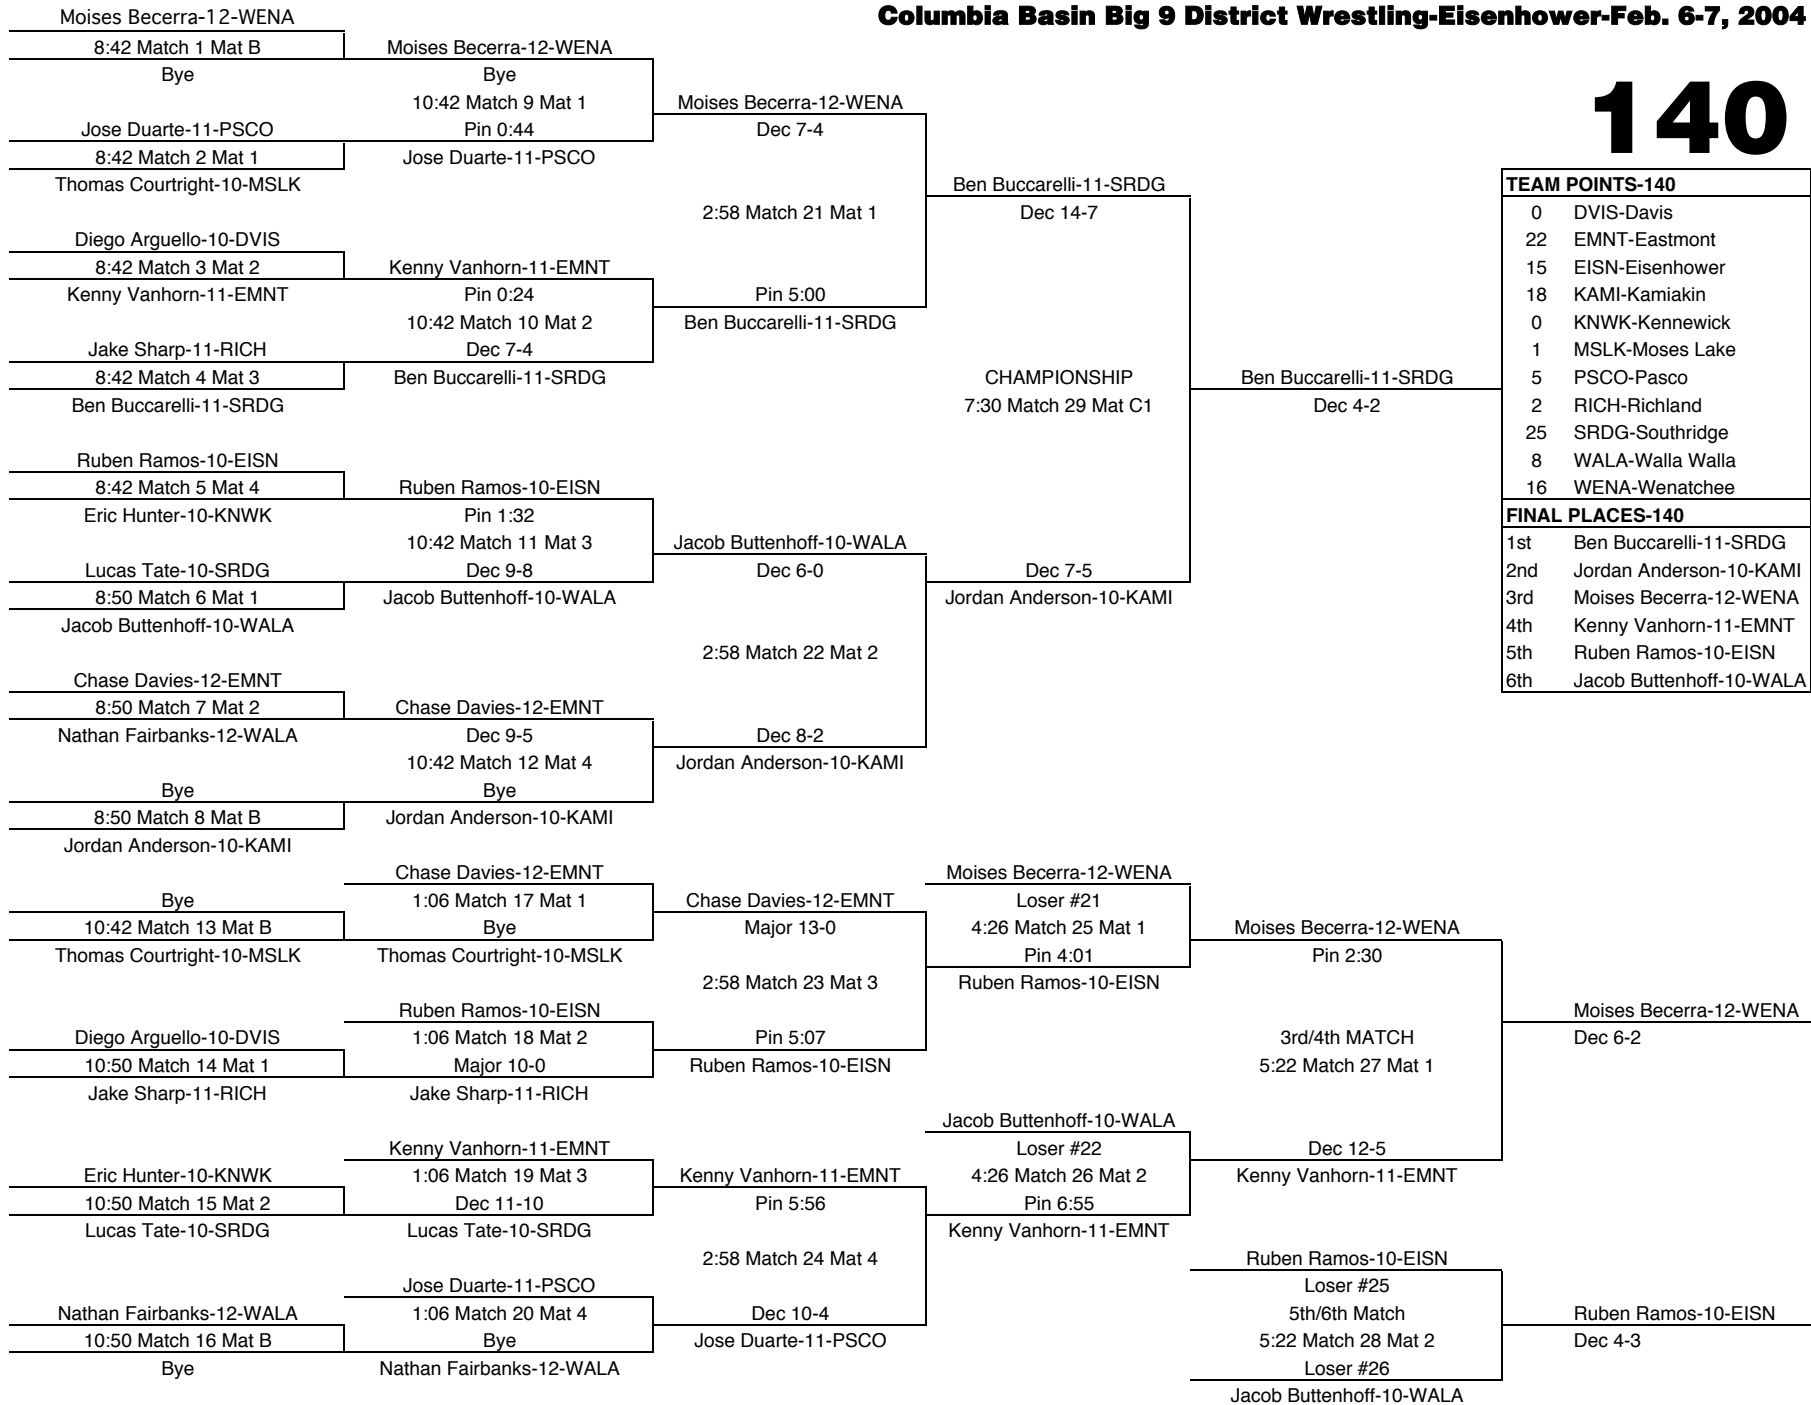 Columbia Basin Big 9 District Wrestling-Eisenhower-Feb. 6-7, 2004
140
Moises Becerra-12-WENA
8:42 Match 1 Mat B
Bye
Jose Duarte-11-PSCO
8:42 Match 2 Mat 1
Thomas Courtright-10-MSLK
Diego Arguello-10-DVIS
8:42 Match 3 Mat 2
Kenny Vanhorn-11-EMNT
Jake Sharp-11-RICH
8:42 Match 4 Mat 3
Ben Buccarelli-11-SRDG
Ruben Ramos-10-EISN
8:42 Match 5 Mat 4
Eric Hunter-10-KNWK
Lucas Tate-10-SRDG
8:50 Match 6 Mat 1
Jacob Buttenhoff-10-WALA
Chase Davies-12-EMNT
8:50 Match 7 Mat 2
Nathan Fairbanks-12-WALA
Bye
8:50 Match 8 Mat B
Jordan Anderson-10-KAMI
Moises Becerra-12-WENA
Bye
10:42 Match 9 Mat 1
Pin 0:44
Jose Duarte-11-PSCO
Kenny Vanhorn-11-EMNT
Pin 0:24
10:42 Match 10 Mat 2
Dec 7-4
Ben Buccarelli-11-SRDG
Ruben Ramos-10-EISN
Pin 1:32
10:42 Match 11 Mat 3
Dec 9-8
Jacob Buttenhoff-10-WALA
Chase Davies-12-EMNT
Dec 9-5
10:42 Match 12 Mat 4
Bye
Jordan Anderson-10-KAMI
Moises Becerra-12-WENA
Dec 7-4
2:58 Match 21 Mat 1
Pin 5:00
Ben Buccarelli-11-SRDG
Jacob Buttenhoff-10-WALA
Dec 6-0
2:58 Match 22 Mat 2
Dec 8-2
Jordan Anderson-10-KAMI
Ben Buccarelli-11-SRDG
Dec 14-7
CHAMPIONSHIP
7:30 Match 29 Mat C1
Dec 7-5
Jordan Anderson-10-KAMI
Ben Buccarelli-11-SRDG
Dec 4-2
TEAM POINTS-140
0 DVIS-Davis
22 EMNT-Eastmont
15 EISN-Eisenhower
18 KAMI-Kamiakin
0 KNWK-Kennewick
1 MSLK-Moses Lake
5 PSCO-Pasco
2 RICH-Richland
25 SRDG-Southridge
8 WALA-Walla Walla
16 WENA-Wenatchee
FINAL PLACES-140
1st Ben Buccarelli-11-SRDG
2nd Jordan Anderson-10-KAMI
3rd Moises Becerra-12-WENA
4th Kenny Vanhorn-11-EMNT
5th Ruben Ramos-10-EISN
6th Jacob Buttenhoff-10-WALA
Bye
10:42 Match 13 Mat B
Thomas Courtright-10-MSLK
Diego Arguello-10-DVIS
10:50 Match 14 Mat 1
Jake Sharp-11-RICH
Eric Hunter-10-KNWK
10:50 Match 15 Mat 2
Lucas Tate-10-SRDG
Nathan Fairbanks-12-WALA
10:50 Match 16 Mat B
Bye
Chase Davies-12-EMNT
1:06 Match 17 Mat 1
Bye
Thomas Courtright-10-MSLK
Ruben Ramos-10-EISN
1:06 Match 18 Mat 2
Major 10-0
Jake Sharp-11-RICH
Kenny Vanhorn-11-EMNT
1:06 Match 19 Mat 3
Dec 11-10
Lucas Tate-10-SRDG
Jose Duarte-11-PSCO
1:06 Match 20 Mat 4
Bye
Nathan Fairbanks-12-WALA
Chase Davies-12-EMNT
Major 13-0
2:58 Match 23 Mat 3
Pin 5:07
Ruben Ramos-10-EISN
Kenny Vanhorn-11-EMNT
Pin 5:56
2:58 Match 24 Mat 4
Dec 10-4
Jose Duarte-11-PSCO
Moises Becerra-12-WENA
Loser #21
4:26 Match 25 Mat 1
Pin 4:01
Ruben Ramos-10-EISN
Jacob Buttenhoff-10-WALA
Loser #22
4:26 Match 26 Mat 2
Pin 6:55
Kenny Vanhorn-11-EMNT
Moises Becerra-12-WENA
Pin 2:30
3rd/4th MATCH
5:22 Match 27 Mat 1
Dec 12-5
Kenny Vanhorn-11-EMNT
Moises Becerra-12-WENA
Dec 6-2
Ruben Ramos-10-EISN
Loser #25
5th/6th Match
5:22 Match 28 Mat 2
Loser #26
Jacob Buttenhoff-10-WALA
Ruben Ramos-10-EISN
Dec 4-3